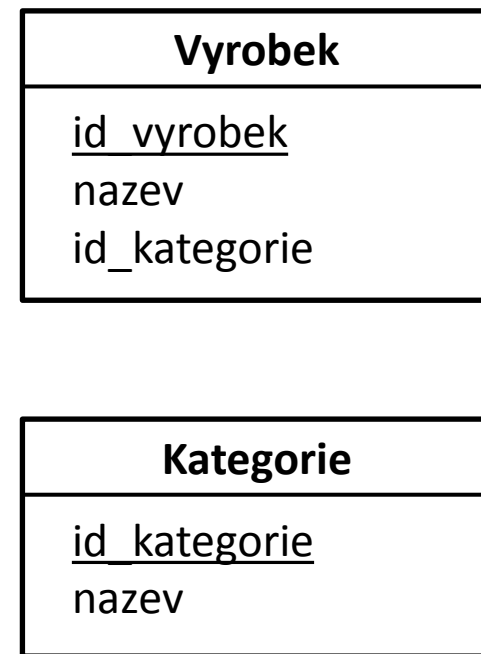 Vyrobek
id_vyrobek
nazev
id_kategorie
Kategorie
id_kategorie
nazev